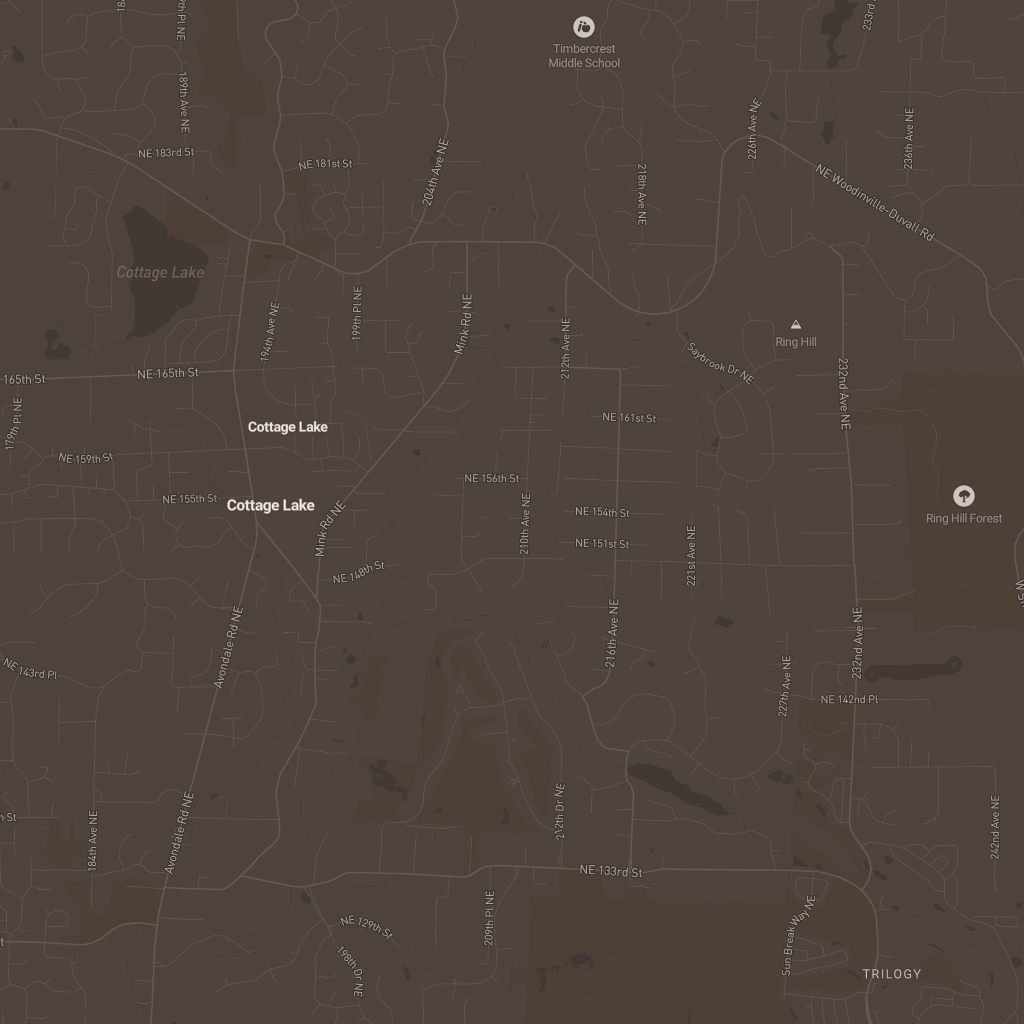 189th Ave NE
Timbercrest
Middle School
NE 183rd St
NE 181st St
204th Ave NE
218th Ave NE
226th Ave NE
236th Ave NE
NE Woodinville-Duvall Rd
Cottage Lake
194th Ave NE
199th Pl NE
Mink Rd NE
212th Ave NE
Saybrook Dr NE
Ring Hill
165th St
NE 165th St
232nd Ave NE
179th Pl NE
Cottage Lake
NE 161st St
NE 159th St
NE 156th St
NE 155th St
Cottage Lake
Mink Rd NE
210th Ave NE
NE 154th St
NE 151st St
Ring Hill Forest
NE 148th St
221st Ave NE
Avondale Rd NE
216th Ave NE
232nd Ave NE
NE 143rd Pl
227th Ave NE
NE 142nd Pl
184th Ave NE
Avondale Rd NE
212th Dr NE
242nd Ave NE
NE 133rd St
NE 129th St
209th Pl NE
Sun Break Way NE
198th Dr NE
TRILOGY